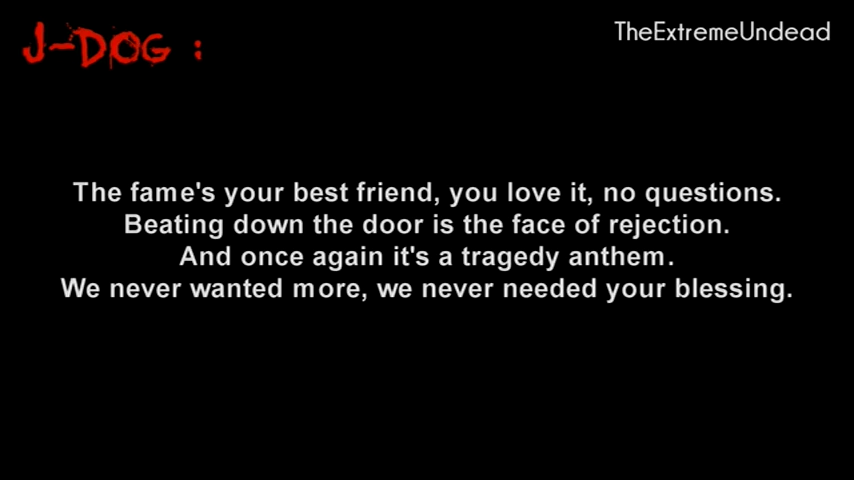 J-DOG :
TheExtremeUndead
The fame's your best friend, you love it, no questions.
Beating down the door is the face of rejection.
And once again it's a tragedy anthem.
We never wanted more, we never needed your blessing.